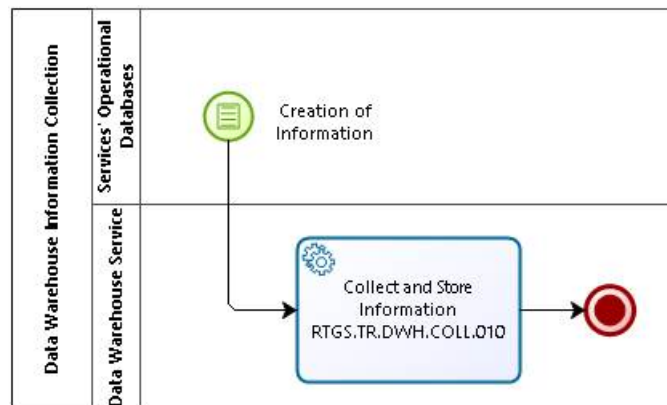 Data Warehouse Information Collection
Services' Operational
Databases
Creation of
Information
Data Warehouse Service
Collect and Store
Information
RTGS.TR.DWH.COLL.010